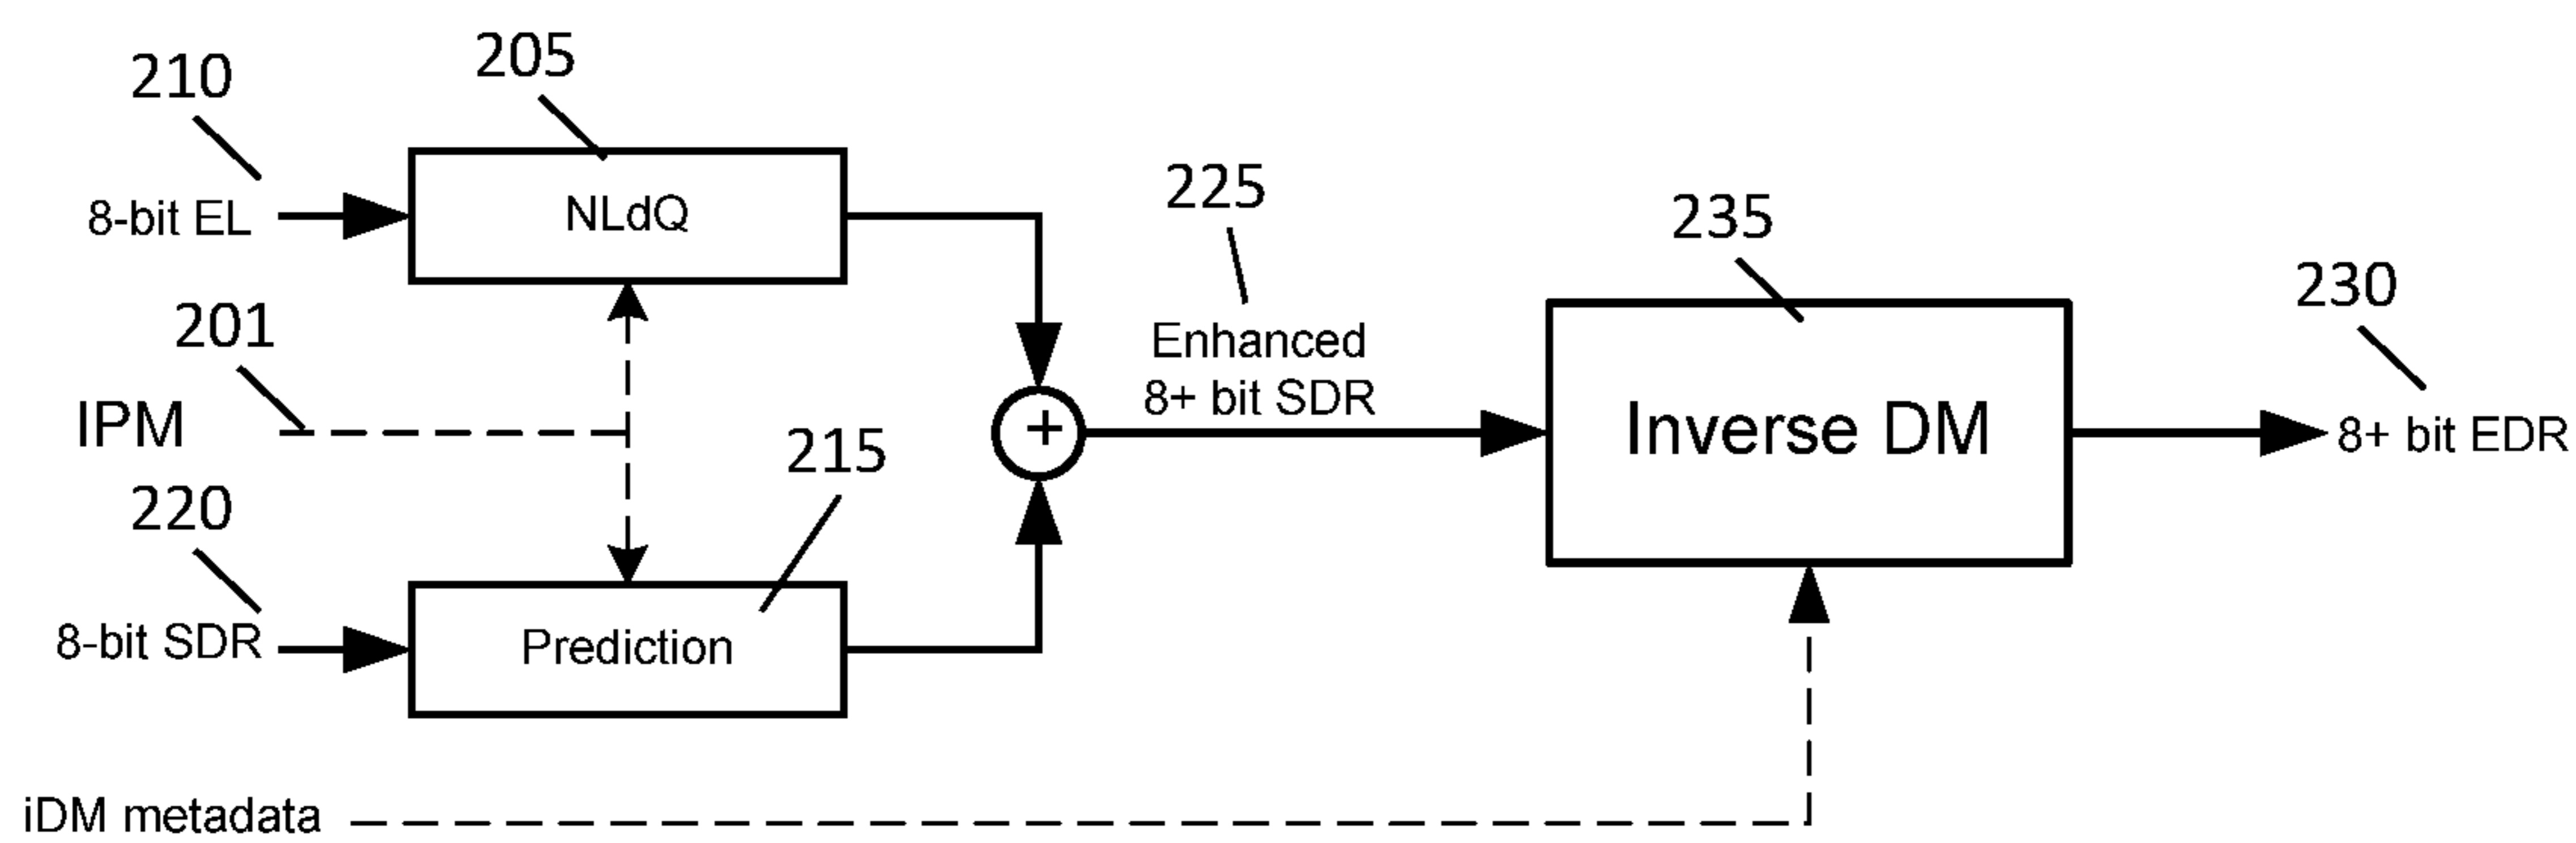 205
210
NLdQ
8-bit EL
225
235
230
201
Enhanced
8+ bit SDR
IPM
+
Inverse DM
8+ bit EDR
215
220
8-bit SDR
Prediction
iDM metadata